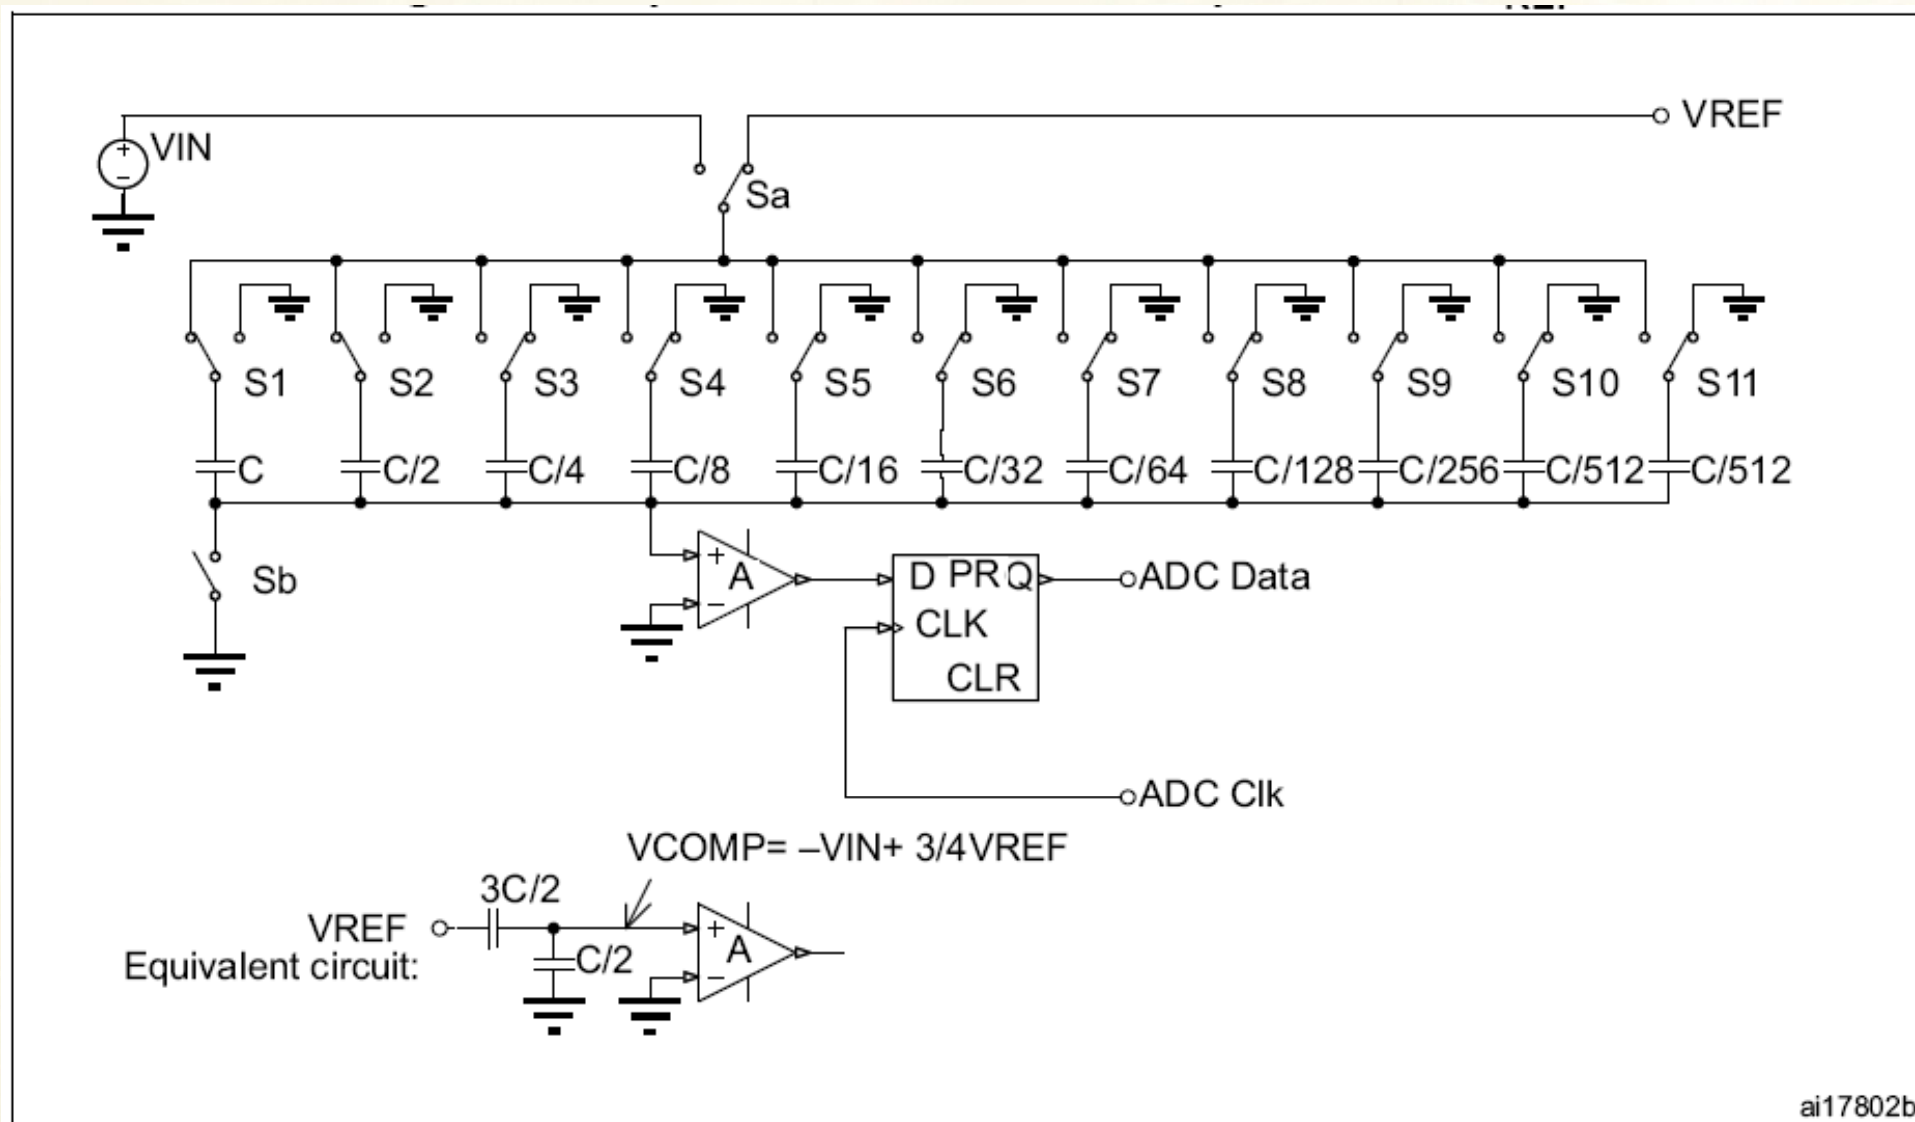 VREF
VIN
Sa
S1 S2 S3 S4 S5 S6 S7 S8 S9 S10 S11
C C/2 C/4 C/8 C/16 C/32 C/64 C/128 C/256 C/512 C/512
Sb
+
A
–
D PR Q
CLK
CLR
ADC Data
ADC Clk
VCOMP= –VIN+ 3/4VREF
3C/2
VREF
C/2
+
A
–
Equivalent circuit:
ai17802b